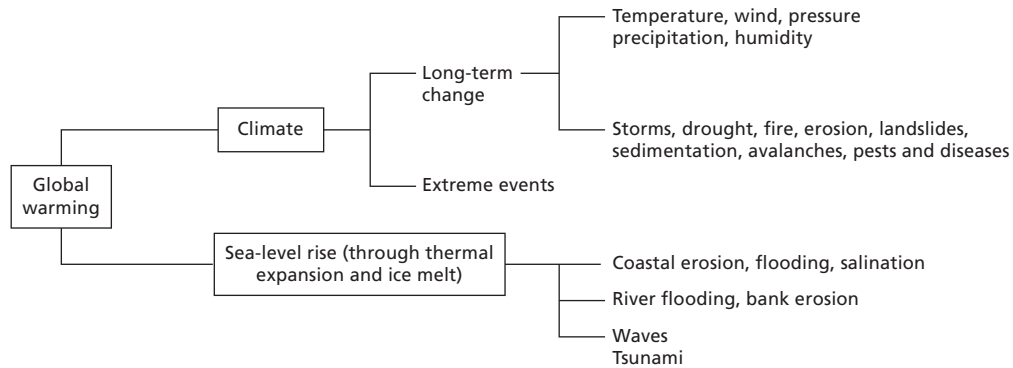 Temperature, wind, pressure
precipitation, humidity
Long-term
change
Climate
Storms, drought, fire, erosion, landslides,
sedimentation, avalanches, pests and diseases
Extreme events
Global
warming
Sea-level rise (through thermal
expansion and ice melt)
Coastal erosion, flooding, salination
River flooding, bank erosion
Waves
Tsunami